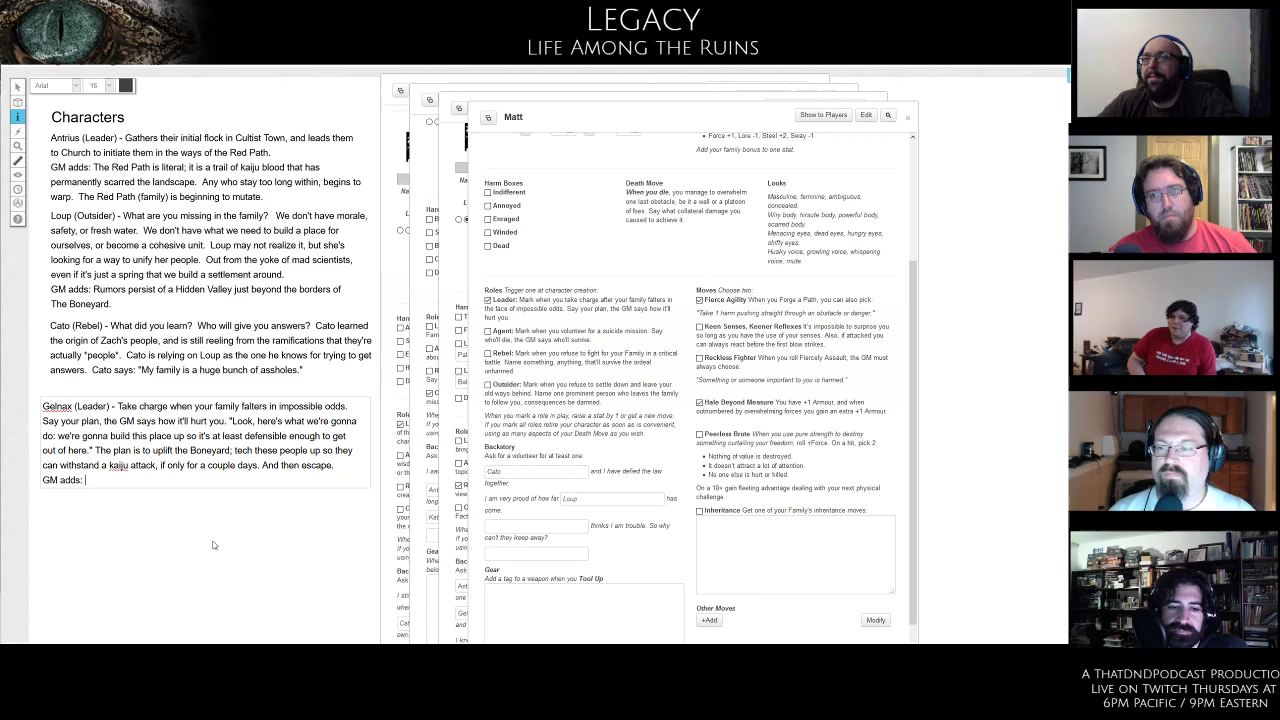 LEGACY
LIFE AMONG THE RUINS
Arial
16
Characters
Antrius (Leader) - Gathers their initial flock in Cultist Town, and leads them
to Church to initiate them in the ways of the Red Path.
GM adds: The Red Path is literal; it is a trail of kaiju blood that has
permanently scarred the landscape. Any who stay too long within, begins to
warp. The Red Path (family) is beginning to mutate.
Loup (Outsider) - What are you missing in the family? We don't have morale,
safety, or fresh water. We don't have what we need to build a place for
ourselves, or become a cohesive unit. Loup may not realize it, but she's
looking for a way to unify her people. Out from the yoke of mad scientists,
even if it's just a spring that we build a settlement around.
GM adds: Rumors persist of a Hidden Valley just beyond the borders of
The Boneyard.
Cato (Rebel) - What did you learn? Who will give you answers? Cato learned
the origin of Zach's people, and is still reeling from the ramifications that they're
actually *people*. Cato is relying on Loup as the one he knows for trying to get
answers. Cato says: "My family is a huge bunch of assholes."
Gelnax (Leader) - Take charge when your family falters in impossible odds.
Say your plan, the GM says how it'll hurt you. "Look, here's what we're gonna
do: we're gonna build this place up so it's at least defensible enough to get
out of here." The plan is to uplift the Boneyard; tech these people up so they
can withstand a kaiju attack, if only for a couple days. And then escape.
GM adds:
Matt
Show to Players
Edit
• Force +1, Lore -1, Steel +2, Sway -1
Add your family bonus to one stat.
Harm Boxes
Indifferent
Annoyed
Enraged
Winded
Dead
Death Move
When you die, you manage to overwhelm
one last obstacle, be it a wall or a platoon
of foes. Say what collateral damage you
caused to achieve it.
Looks
Masculine, feminine, ambiguous,
concealed.
Wiry body, hirsute body, powerful body,
scarred body.
Menacing eyes, dead eyes, hungry eyes,
shifty eyes.
Husky voice, growling voice, whispering
voice, mute.
Roles Trigger one at character creation:
Leader: Mark when you take charge after your family falters
in the face of impossible odds. Say your plan, the GM says how it'll
hurt you.
Agent: Mark when you volunteer for a suicide mission. Say
who'll die, the GM says who'll survive.
Rebel: Mark when you refuse to fight for your Family in a critical
battle. Name something, anything, that'll survive the ordeal
unharmed.
Outsider: Mark when you refuse to settle down and leave your
old ways behind. Name one prominent person who leaves the family
to follow you, consequences be damned.
When you mark a role in play, raise a stat by 1 or get a new move.
If you mark all roles retire your character as soon as is convenient,
using as many aspects of your Death Move as you wish.
Backstory
Ask for a volunteer for at least one:
Cato and I have defied the law
together.
I am very proud of how far Loup has
come.
thinks I am trouble. So why
can't they keep away?
Gear
Add a tag to a weapon when you Tool Up.
Moves Choose two:
Fierce Agility When you Forge a Path, you can also pick:
"Take 1 harm pushing straight through an obstacle or danger."
Keen Senses, Keener Reflexes It's impossible to surprise you
so long as you have the use of your senses. Also, if attacked you
can always react before the first blow strikes.
Reckless Fighter When you roll Fiercely Assault, the GM must
always choose:
"Something or someone important to you is harmed."
Hale Beyond Measure You have +1 Armour, and when
outnumbered by overwhelming forces you gain an extra +1 Armour.
Peerless Brute When you use pure strength to destroy
something curtailing your freedom, roll +Force. On a hit, pick 2:
• Nothing of value is destroyed.
• It doesn't attract a lot of attention.
• No one else is hurt or killed.
On a 10+ gain fleeting advantage dealing with your next physical
challenge.
Inheritance Get one of your Family's inheritance moves:
Other Moves
+Add
Modify
A THATDNDPODCAST PRODUCTIO
LIVE ON TWITCH THURSDAYS AT
6PM PACIFIC / 9PM EASTERN